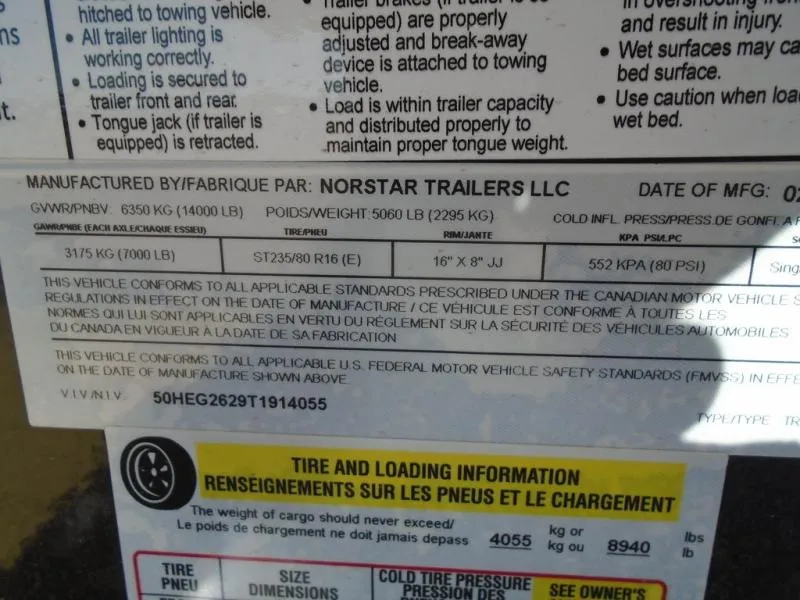 hitched to towing vehicle.
• All trailer lighting is
working correctly.
• Loading is secured to
trailer front and rear.
• Tongue jack (if trailer is
equipped) is retracted.
Trailer brakes (if trailer is so
equipped) are properly
adjusted and break-away
device is attached to towing
vehicle.
• Load is within trailer capacity
and distributed properly to
maintain proper tongue weight.
and result in injury.
• Wet surfaces may
bed surface.
• Use caution when
wet bed.
MANUFACTURED BY/FABRIQUE PAR: NORSTAR TRAILERS LLC DATE OF MFG:
GVWR/PNBV: 6350 KG (14000 LB) POIDS/WEIGHT: 5060 LB (2295 KG) COLD INFL. PRESS/PRESS.DE GONFL.
GAWR/PNBE (EACH AXLE/CHAQUE ESSIEU) TIRE/PNEU RIM/JANTE KPA PSI/LPC
3175 KG (7000 LB) ST235/80 R16 (E) 16" X 8" JJ 552 KPA (80 PSI)
THIS VEHICLE CONFORMS TO ALL APPLICABLE STANDARDS PRESCRIBED UNDER THE CANADIAN MOTOR VEHICLE
REGULATIONS IN EFFECT ON THE DATE OF MANUFACTURE / CE VÉHICULE EST CONFORME À TOUTES LES
NORMES QUI LUI SONT APPLICABLES EN VERTU DU RÉGLEMENT SUR LA SÉCURITÉ DES VÉHICULES AUTOMOBILES
DU CANADA EN VIGUEUR À LA DATE DE SA FABRICATION
THIS VEHICLE CONFORMS TO ALL APPLICABLE U.S. FEDERAL MOTOR VEHICLE SAFETY STANDARDS (FMVSS) IN
ON THE DATE OF MANUFACTURE SHOWN ABOVE
V.I.V./N.I.V. 50HEG2629T1914055
TYPE/TYPE
TIRE AND LOADING INFORMATION
RENSEIGNEMENTS SUR LES PNEUS ET LE CHARGEMENT
The weight of cargo should never exceed/
Le poids de chargement ne doit jamais depass 4055 kg or
kg ou 8940 lbs
lb
TIRE
PNEU
SIZE
DIMENSIONS
COLD TIRE PRESSURE
PRESSION DES
SEE OWNER'S